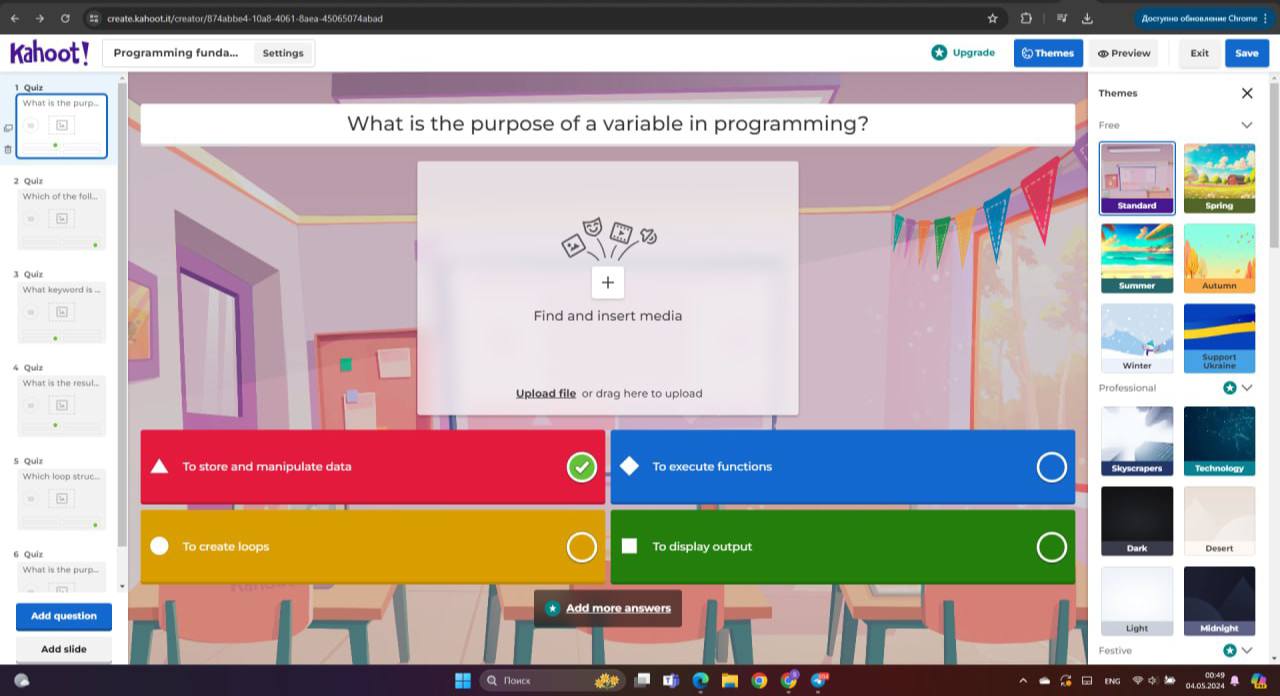 create.kahoot.it/creator/874abbe4-10a8-4061-8aea-45065074abad
Доступно обновление Chrome
Kahoot!
Programming funda...
Settings
Upgrade
Themes
Preview
Exit
Save
1 Quiz
What is the purp...
2 Quiz
Which of the foll...
3 Quiz
What keyword is ...
4 Quiz
What is the resul...
5 Quiz
Which loop struc...
6 Quiz
What is the purp...
Add question
Add slide
What is the purpose of a variable in programming?
Find and insert media
Upload file or drag here to upload
To store and manipulate data
To execute functions
To create loops
To display output
Add more answers
Themes
Free
Standard
Spring
Summer
Autumn
Winter
Support
Ukraine
Professional
Skyscrapers
Technology
Dark
Desert
Light
Midnight
Festive
Поиск
ENG
00:49
04.05.2024